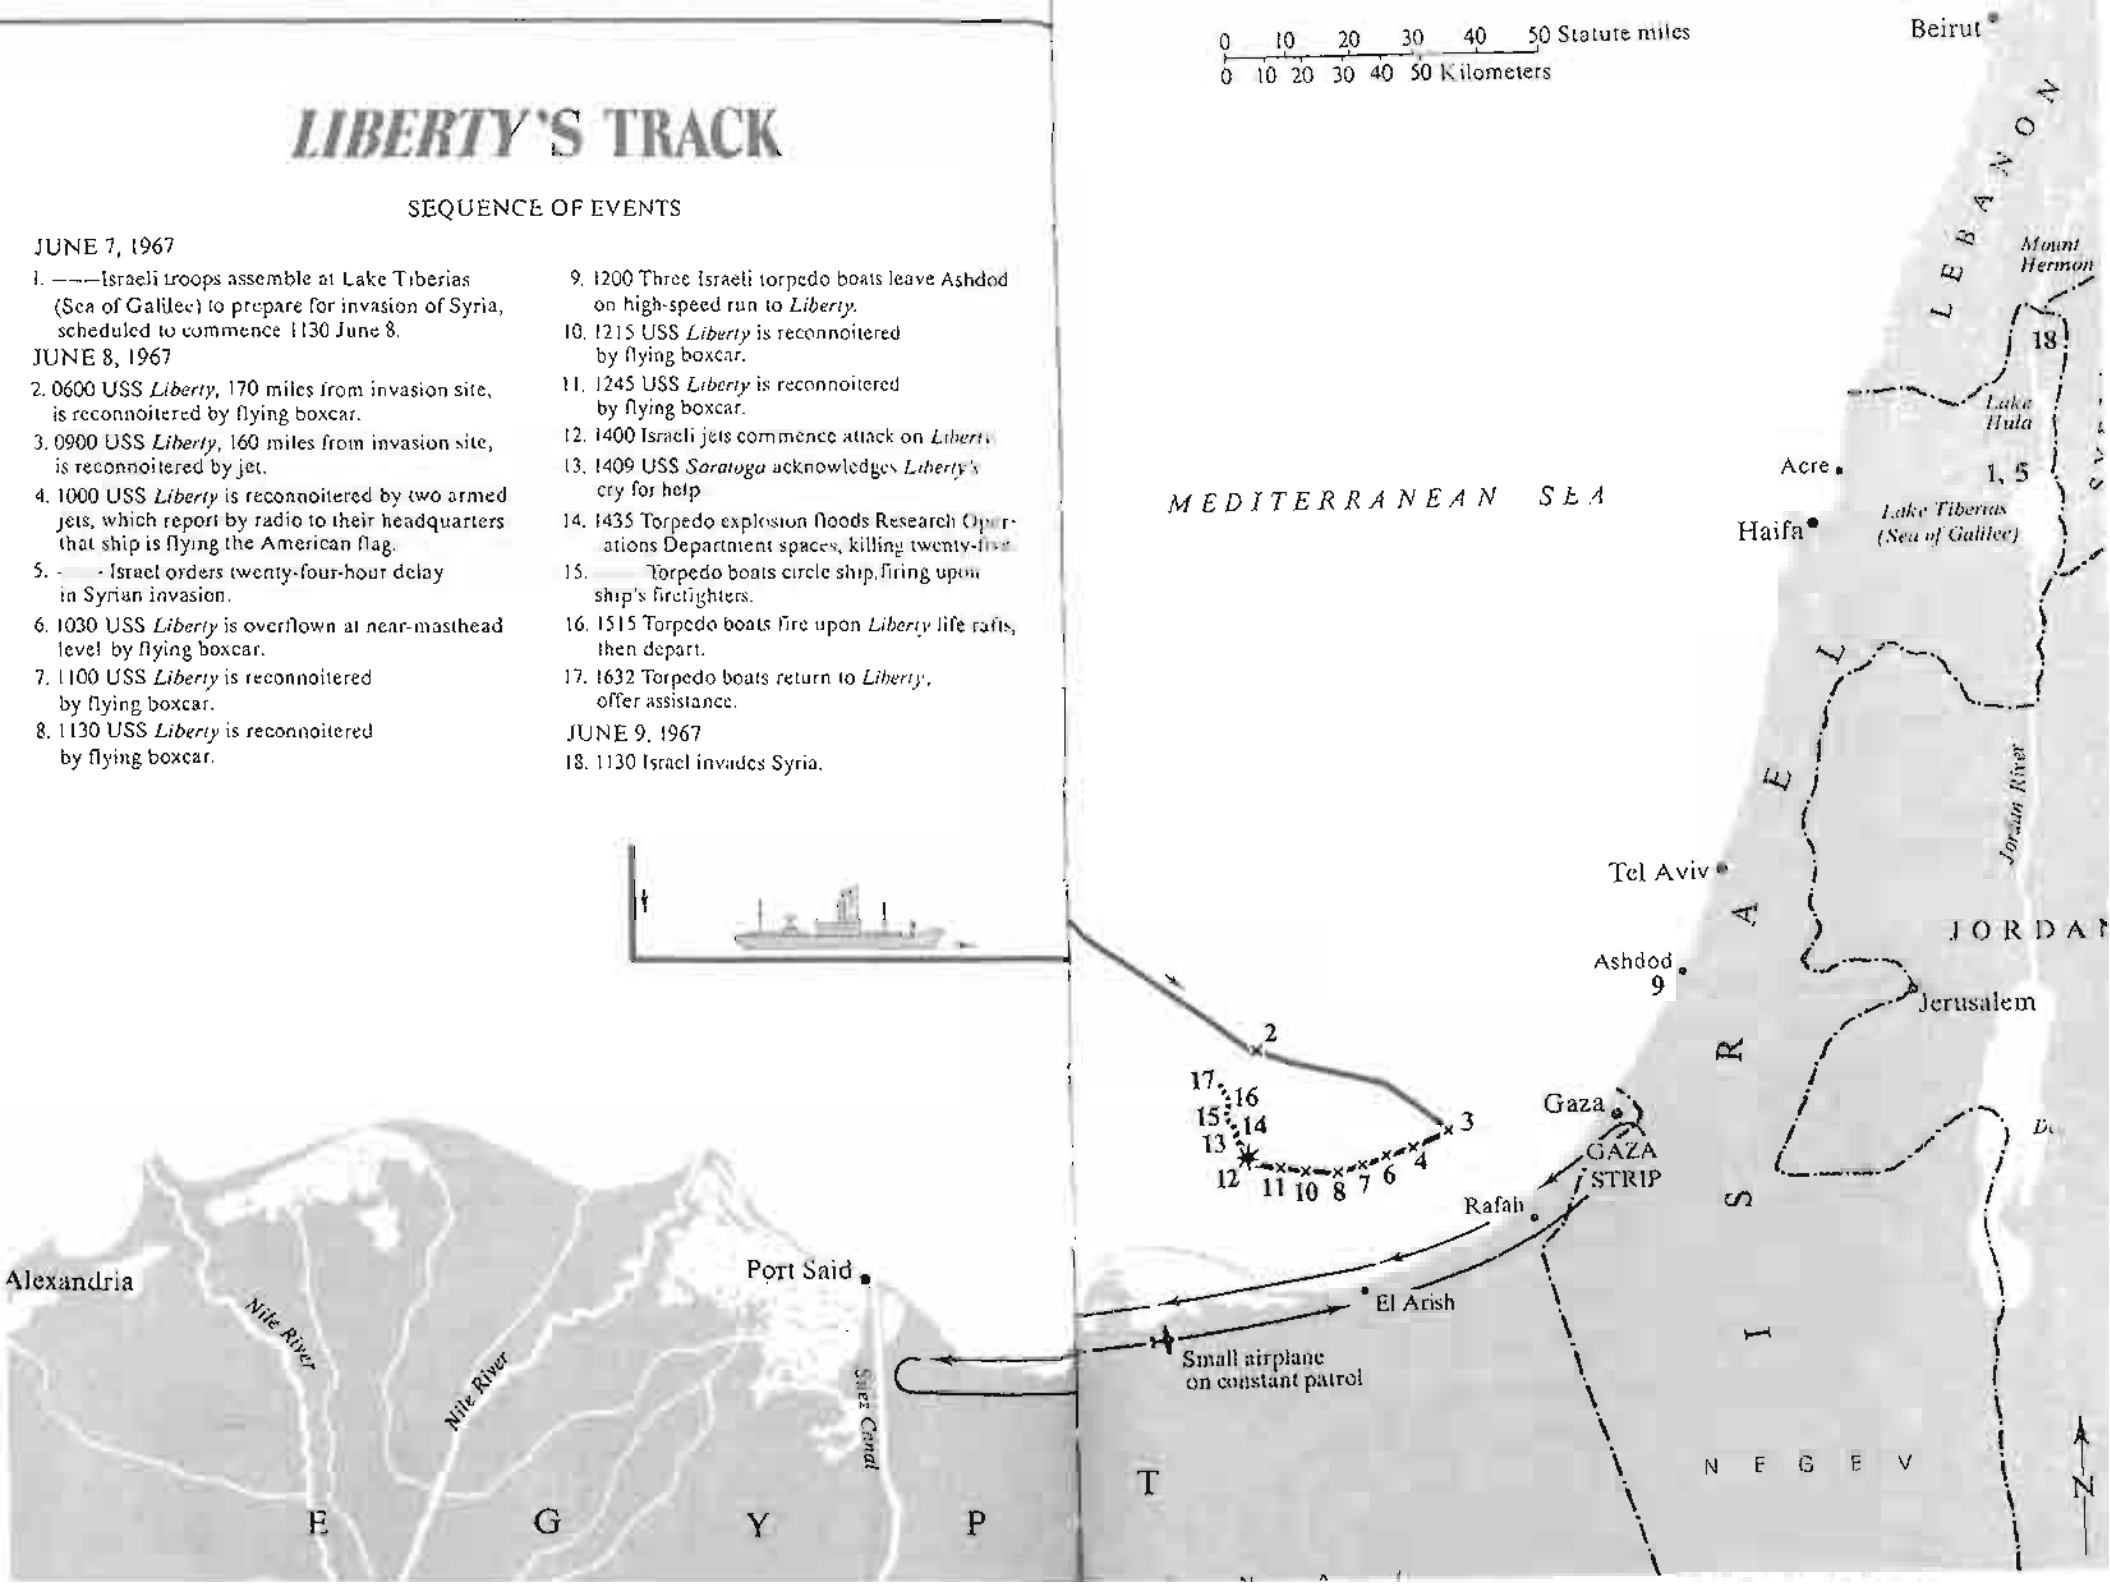 LIBERTY'S TRACK
SEQUENCE OF EVENTS
JUNE 7, 1967
1. ----Israeli troops assemble at Lake Tiberias
(Sea of Galilee) to prepare for invasion of Syria,
scheduled to commence 1130 June 8.
JUNE 8, 1967
2. 0600 USS Liberty, 170 miles from invasion site,
is reconnoitered by flying boxcar.
3. 0900 USS Liberty, 160 miles from invasion site,
is reconnoitered by jet.
4. 1000 USS Liberty is reconnoitered by two armed
jets, which report by radio to their headquarters
that ship is flying the American flag.
5. - - Israel orders twenty-four-hour delay
in Syrian invasion.
6. 1030 USS Liberty is overflown at near-masthead
level by flying boxcar.
7. 1100 USS Liberty is reconnoitered
by flying boxcar.
8. 1130 USS Liberty is reconnoitered
by flying boxcar.
9. 1200 Three Israeli torpedo boats leave Ashdod
on high-speed run to Liberty.
10. 1215 USS Liberty is reconnoitered
by flying boxcar.
11. 1245 USS Liberty is reconnoitered
by flying boxcar.
12. 1400 Israeli jets commence attack on Liberty
13. 1409 USS Saratoga acknowledges Liberty's
cry for help
14. 1435 Torpedo explosion floods Research Oper-
ations Department spaces, killing twenty-five
15. Torpedo boats circle ship, firing upon
ship's firefighters.
16. 1515 Torpedo boats fire upon Liberty life rafts,
then depart.
17. 1632 Torpedo boats return to Liberty,
offer assistance.
JUNE 9, 1967
18. 1130 Israel invades Syria.
0 10 20 30 40 50 Statute miles
0 10 20 30 40 50 Kilometers
Beirut
LEBANON
Mount
Hermon
18
Lake
Hula
Acre
1, 5
MEDITERRANEAN SEA
Lake Tiberias
(Sea of Galilee)
Haifa
Jordan River
Tel Aviv
JORDAN
Ashdod
9
Jerusalem
ISRAEL
2
17
16
15
14
13
12
11
10
8
7
6
4
3
Gaza
GAZA
STRIP
Rafah
El Arish
Small airplane
on constant patrol
Port Said
Alexandria
Nile River
Nile River
Suez Canal
NEGEV
N
EGYPT